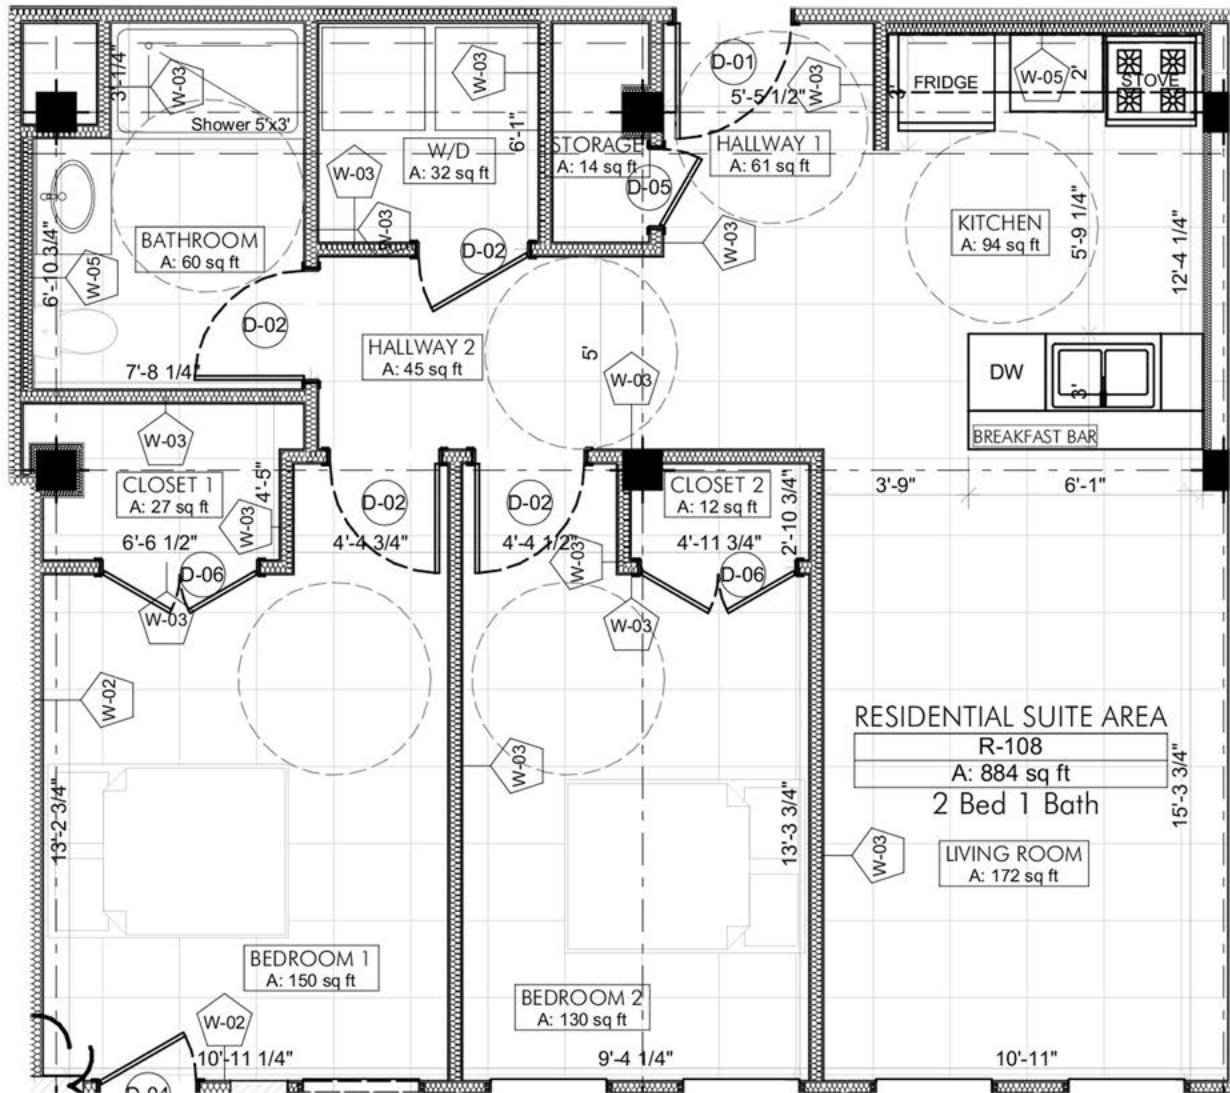 3'-1/4"
W-03
Shower 5'x3'
W-03
6'-1"
W/D
A: 32 sq ft
W-03
W-03
STORAGE
A: 14 sq ft
D-01
5'-5 1/2"
W-03
HALLWAY 1
A: 61 sq ft
D-05
W-03
3'
FRIDGE
W-05
2'
STOVE
KITCHEN
A: 94 sq ft
5'-9 1/4"
12'-4 1/4"
BATHROOM
A: 60 sq ft
6'-10 3/4"
W-05
D-02
D-02
7'-8 1/4"
HALLWAY 2
A: 45 sq ft
5'
W-03
DW
3'
BREAKFAST BAR
W-03
CLOSET 1
A: 27 sq ft
4'-5"
W-03
6'-6 1/2"
D-06
W-03
D-02
4'-4 3/4"
D-02
4'-4 1/2"
W-03
CLOSET 2
A: 12 sq ft
2'-10 3/4"
4'-11 3/4"
D-06
W-03
3'-9"
6'-1"
W-02
W-03
RESIDENTIAL SUITE AREA
R-108
A: 884 sq ft
2 Bed 1 Bath
13'-2 3/4"
13'-3 3/4"
15'-3 3/4"
W-03
LIVING ROOM
A: 172 sq ft
BEDROOM 1
A: 150 sq ft
BEDROOM 2
A: 130 sq ft
W-02
10'-11 1/4"
9'-4 1/4"
10'-11"
D-04